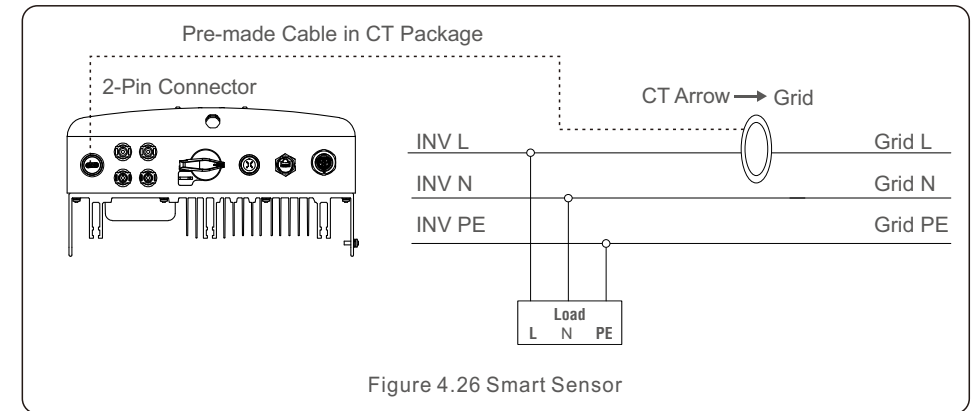 Pre-made Cable in CT Package
2-Pin Connector
CT Arrow → Grid
INV L
Grid L
INV N
Grid N
INV PE
Grid PE
Load
L N PE
Figure 4.26 Smart Sensor